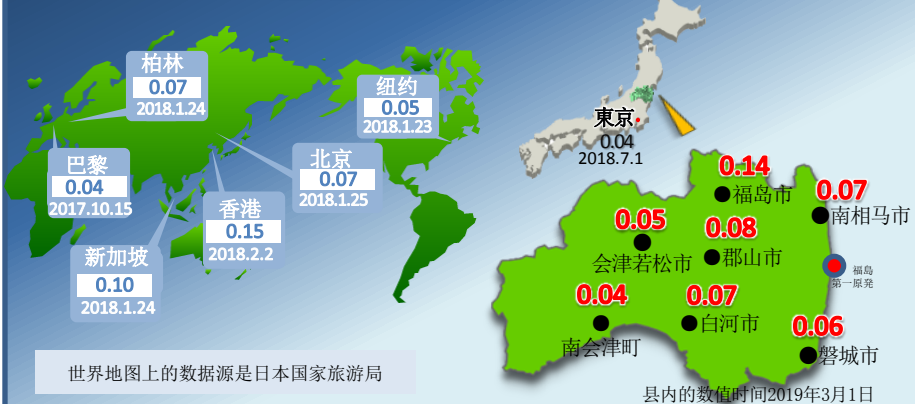 柏林
0.07
2018.1.24
纽约
0.05
2018.1.23
巴黎
0.04
2017.10.15
北京
0.07
2018.1.25
香港
0.15
2018.2.2
新加坡
0.10
2018.1.24
世界地图上的数据源是日本国家旅游局
東京
0.04
2018.7.1
0.14
福岛市
0.07
南相马市
0.05
会津若松市
0.08
郡山市
福島
第一原発
0.04
南会津町
0.07
白河市
0.06
磐城市
县内的数值时间2019年3月1日